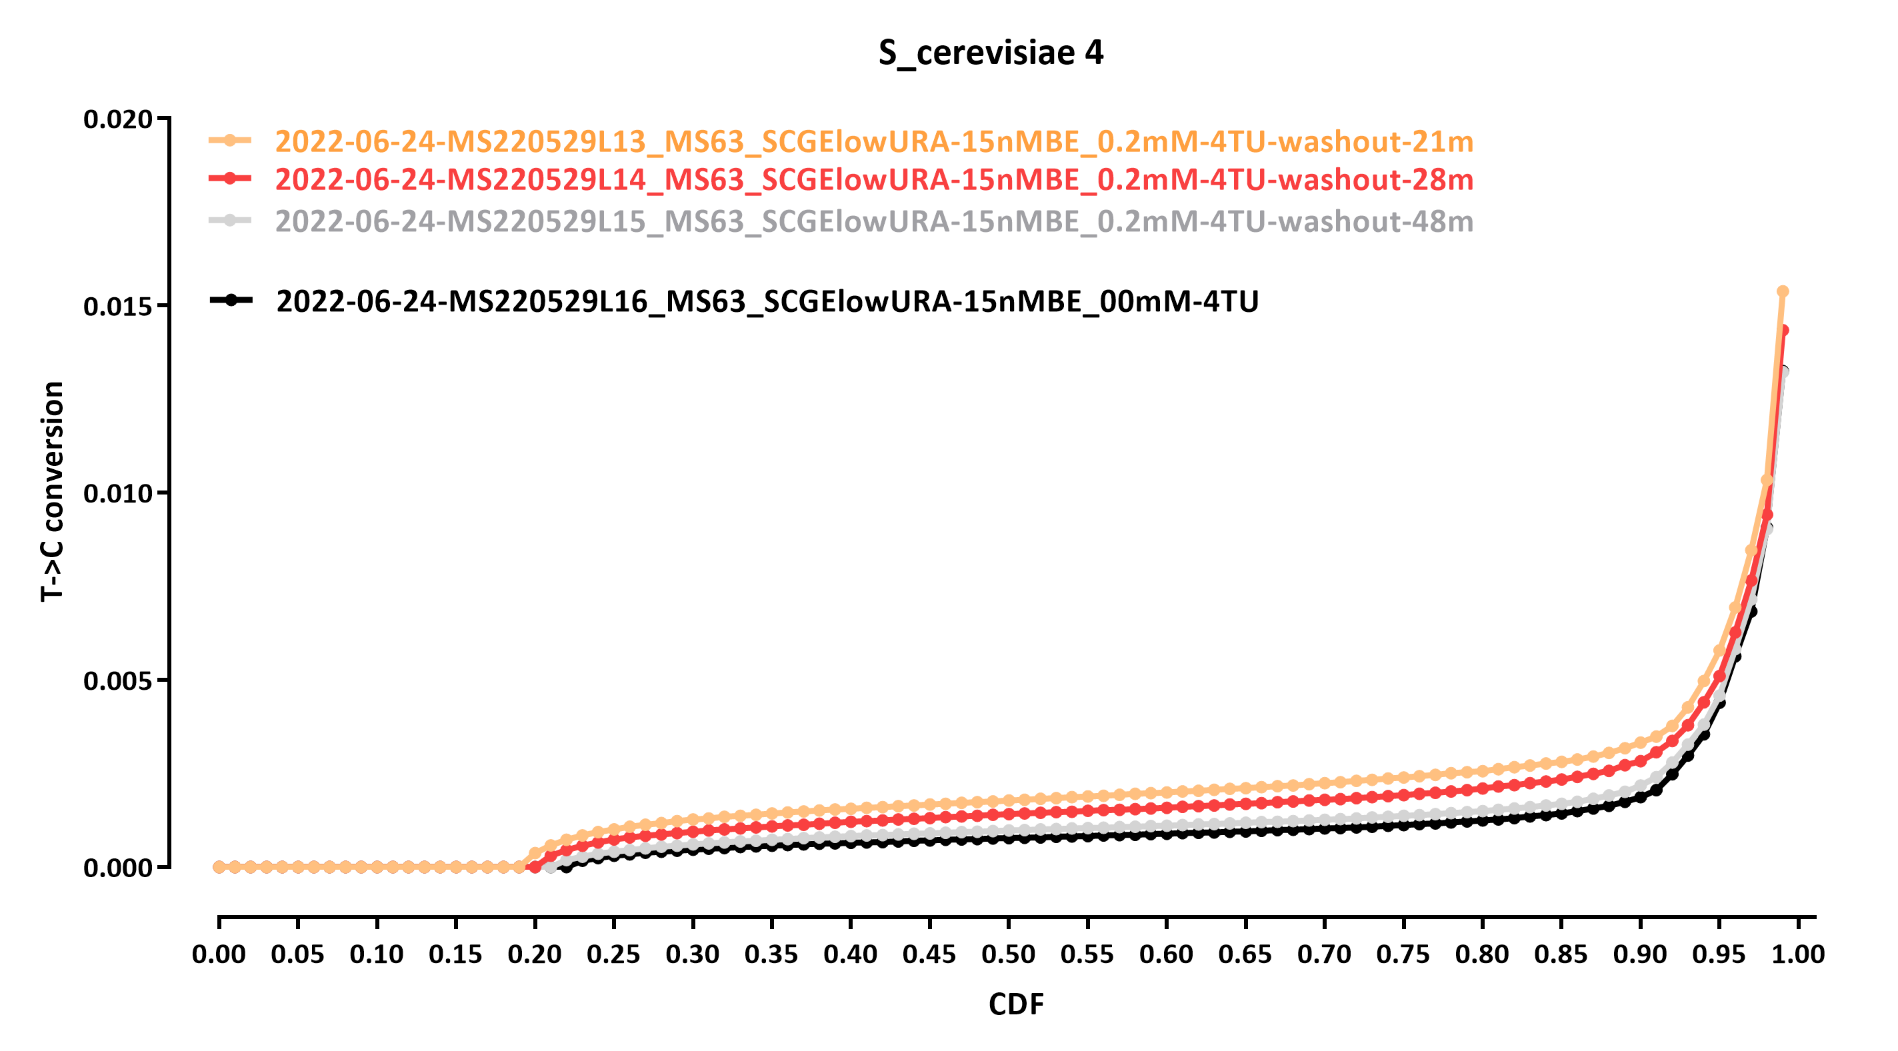 S_cerevisiae 4
0.020
2022-06-24-MS220529L13_MS63_SCGElowURA-15nMBE_0.2mM-4TU-washout-21m
2022-06-24-MS220529L14_MS63_SCGElowURA-15nMBE_0.2mM-4TU-washout-28m
2022-06-24-MS220529L15_MS63_SCGElowURA-15nMBE_0.2mM-4TU-washout-48m
2022-06-24-MS220529L16_MS63_SCGElowURA-15nMBE_00mM-4TU
0.015
0.010
T->C conversion
0.005
0.000
0.00 0.05 0.10 0.15 0.20 0.25 0.30 0.35 0.40 0.45 0.50 0.55 0.60 0.65 0.70 0.75 0.80 0.85 0.90 0.95 1.00
CDF